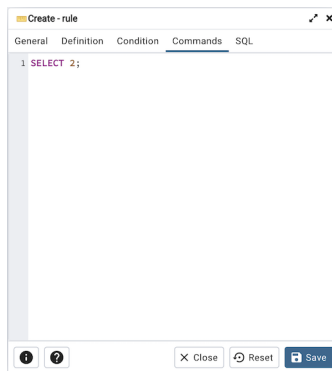 Create - rule
General Definition Condition Commands SQL
1 SELECT 2;
Close Reset Save